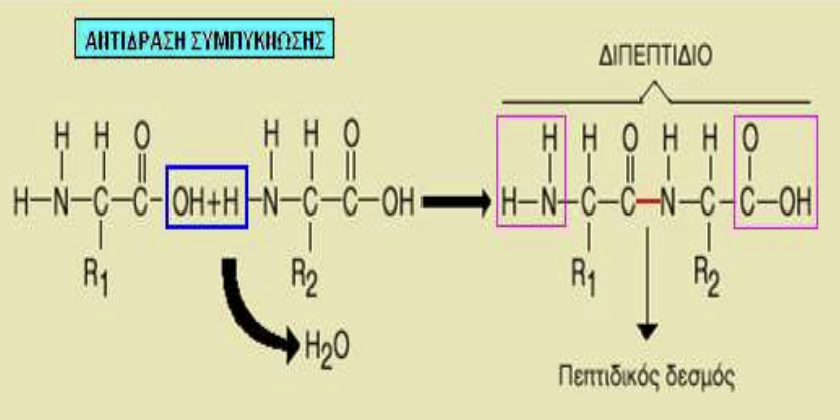 ΑΝΤΙΔΡΑΣΗ ΣΥΜΠΥΚΝΩΣΗΣ
ΔΙΠΕΠΤΙΔΙΟ
H H O H H O H H O H H O
H-N-C-C-OH+H-N-C-C-OH H-N-C-C-N-C-C-OH
R1 R2 R1 R2
H2O
Πεπτιδικός δεσμός